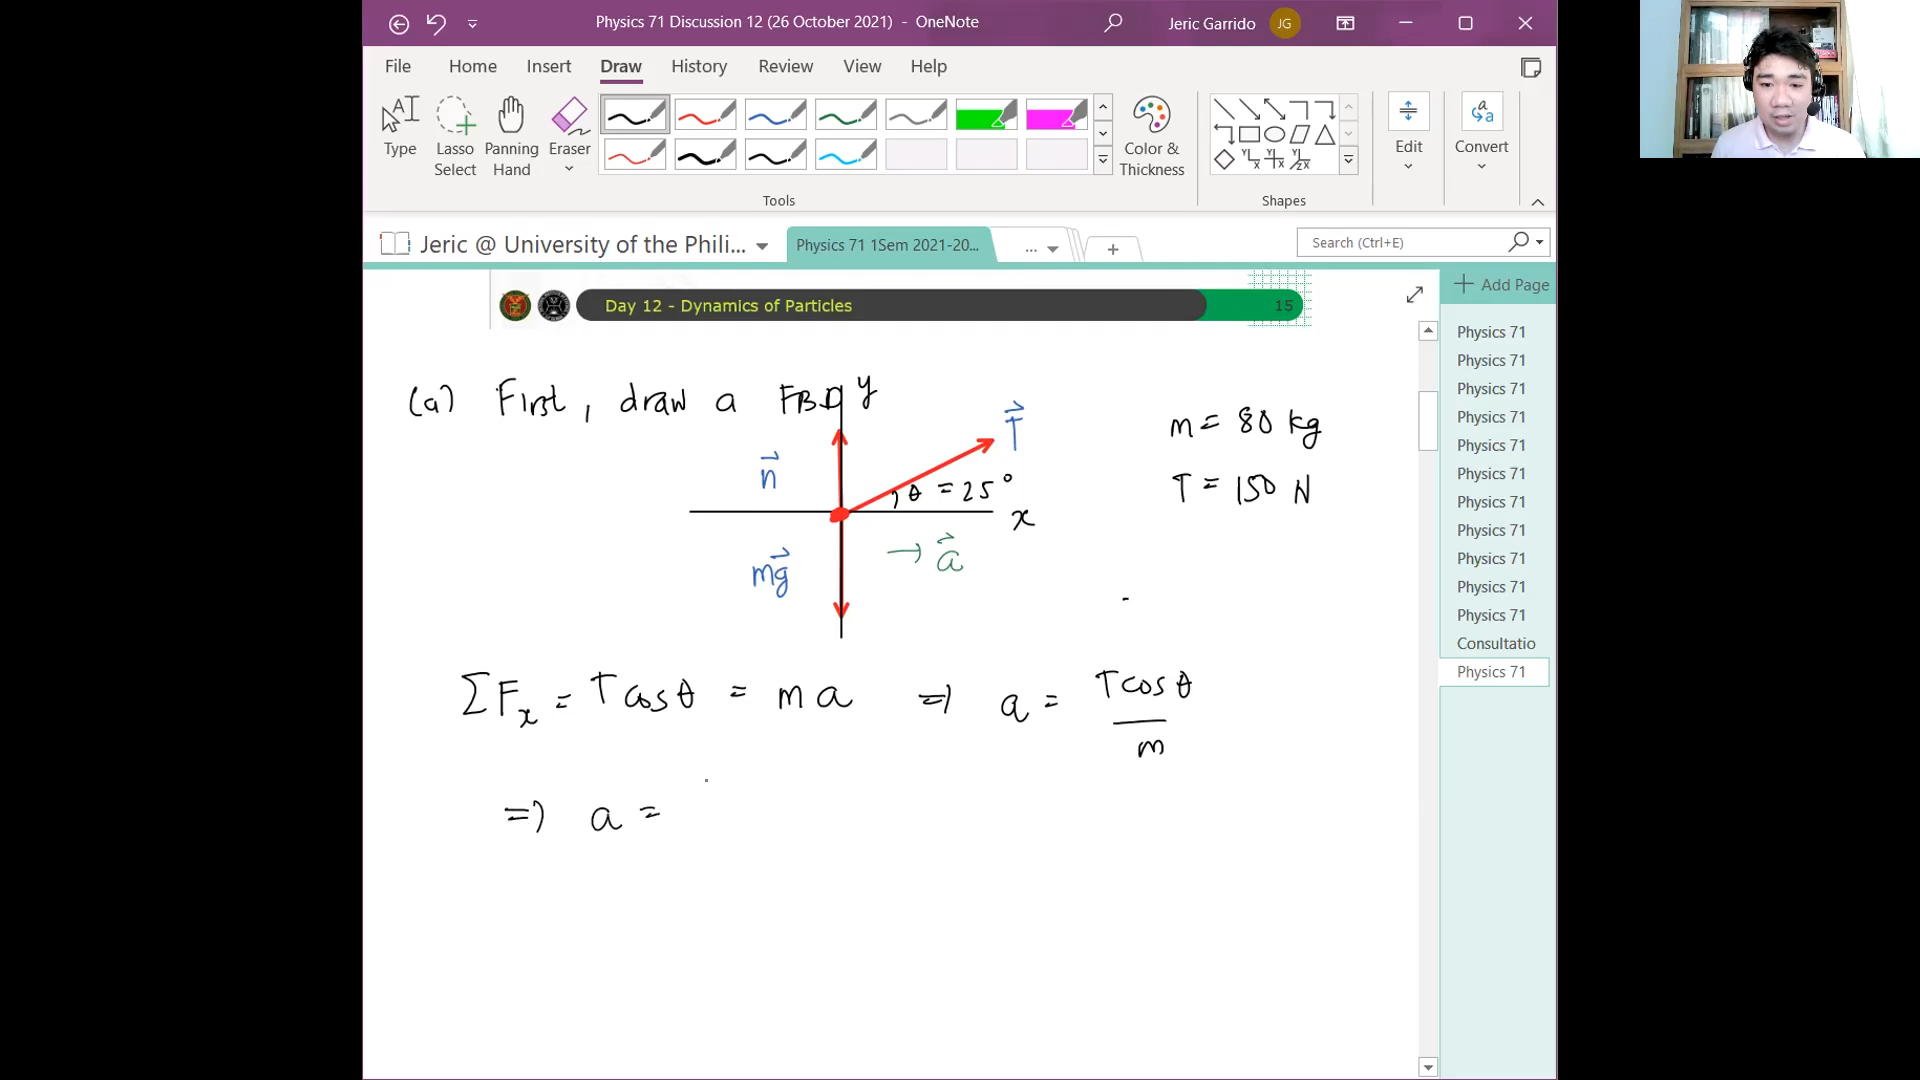 Physics 71 Discussion 12 (26 October 2021) - OneNote
Jeric Garrido
JG
File
Home
Insert
Draw
History
Review
View
Help
Type
Lasso Select
Panning Hand
Eraser
Color & Thickness
Edit
Convert
Tools
Shapes
Jeric @ University of the Phili...
Physics 71 1Sem 2021-20...
...
Search (Ctrl+E)
Add Page
Day 12 - Dynamics of Particles
15
Physics 71
Physics 71
Physics 71
Physics 71
Physics 71
Physics 71
Physics 71
Physics 71
Physics 71
Physics 71
Physics 71
Consultatio
Physics 71
(a) First, draw a FBD
y
T⃗
n⃗
θ = 25°
x
mg⃗
→ a⃗
m = 80 kg
T = 150 N
ΣFₓ = T cos θ = ma ⇒ a = T cos θ / m
⇒ a =